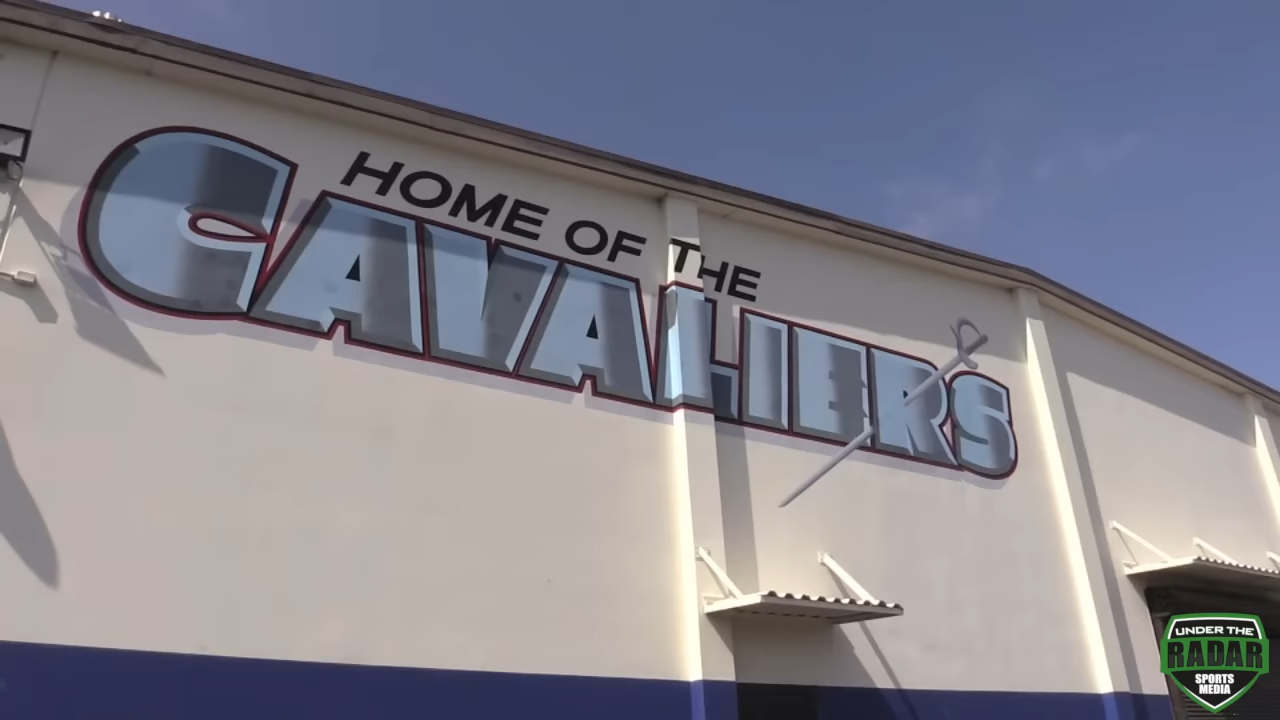 HOME OF THE
CAVALIERS
UNDER THE
RADAR
SPORTS
MEDIA